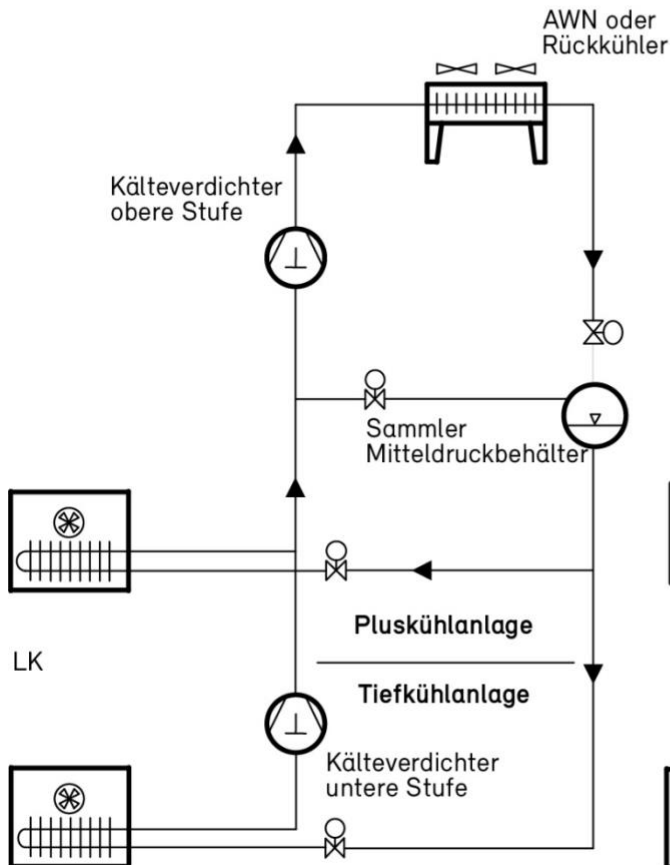 AWN oder
Rückkühler
Kälteverdichter
obere Stufe
Sammler
Mitteldruckbehälter
Pluskühlanlage
LK
Tiefkühlanlage
Kälteverdichter
untere Stufe